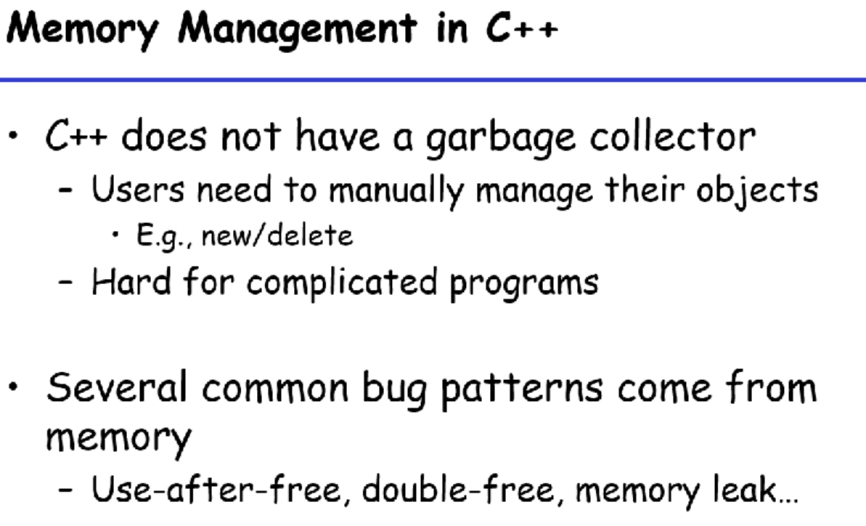 Memory Management in C++
• C++ does not have a garbage collector
– Users need to manually manage their objects
• E.g., new/delete
– Hard for complicated programs
• Several common bug patterns come from
memory
– Use-after-free, double-free, memory leak…